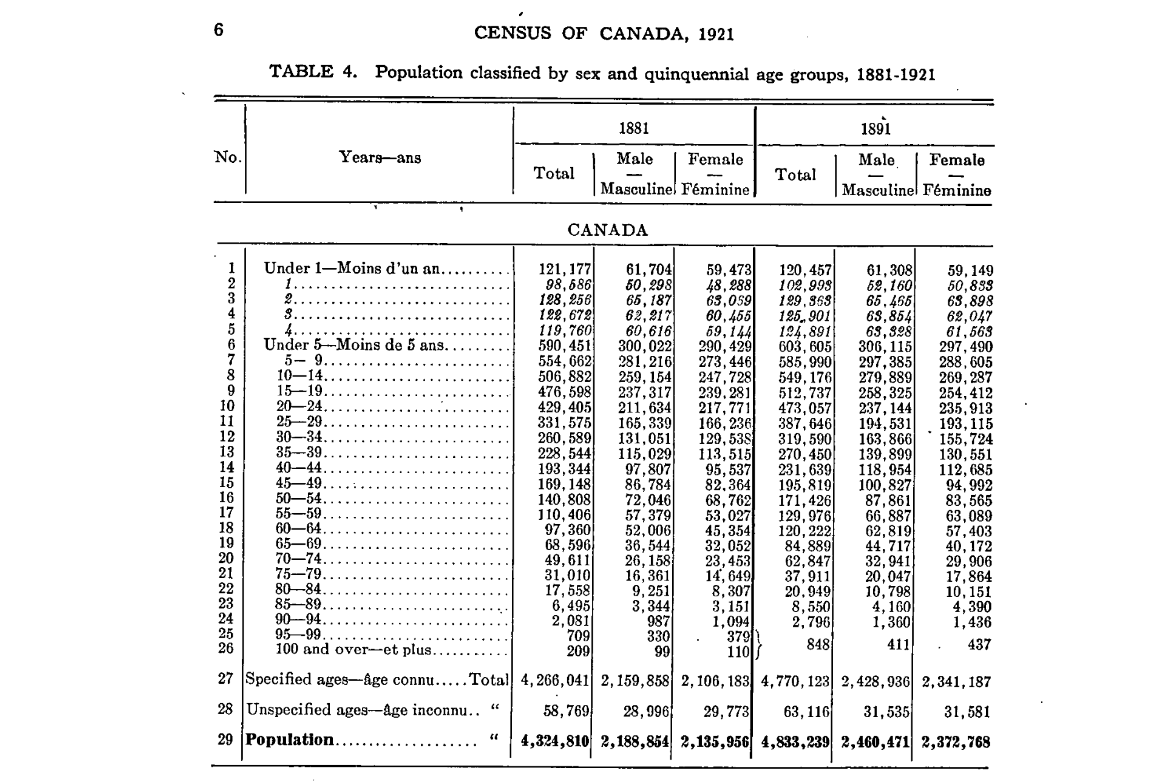 6 CENSUS OF CANADA, 1921
TABLE 4. Population classified by sex and quinquennial age groups, 1881-1921
1881 1891
No. Years—ans Total Male — Masculine Female — Féminine Total Male — Masculine Female — Féminine
CANADA
1 Under 1—Moins d'un an.......... 121,177 61,704 59,473 120,457 61,308 59,149
2 1............................ 98,586 50,298 48,288 102,993 52,160 50,833
3 2............................ 128,256 65,187 63,059 129,363 65,465 63,898
4 3............................ 122,672 62,217 60,455 125,901 63,854 62,047
5 4............................ 119,760 60,616 59,144 124,891 63,328 61,563
6 Under 5—Moins de 5 ans......... 590,451 300,022 290,429 603,605 306,115 297,490
7 5— 9........................ 554,662 281,216 273,446 585,990 297,385 288,605
8 10—14........................ 506,882 259,154 247,728 549,176 279,889 269,287
9 15—19........................ 476,598 237,317 239,281 512,737 258,325 254,412
10 20—24........................ 429,405 211,634 217,771 473,057 237,144 235,913
11 25—29........................ 331,575 165,339 166,236 387,646 194,531 193,115
12 30—34........................ 260,589 131,051 129,538 319,590 163,866 155,724
13 35—39........................ 228,544 115,029 113,515 270,450 139,899 130,551
14 40—44........................ 193,344 97,807 95,537 231,639 118,954 112,685
15 45—49........................ 169,148 86,784 82,364 195,819 100,827 94,992
16 50—54........................ 140,808 72,046 68,762 171,426 87,861 83,565
17 55—59........................ 110,406 57,379 53,027 129,976 66,887 63,089
18 60—64........................ 97,360 52,006 45,354 120,222 62,819 57,403
19 65—69........................ 68,596 36,544 32,052 84,889 44,717 40,172
20 70—74........................ 49,611 26,158 23,453 62,847 32,941 29,906
21 75—79........................ 31,010 16,361 14,649 37,911 20,047 17,864
22 80—84........................ 17,558 9,251 8,307 20,949 10,798 10,151
23 85—89........................ 6,495 3,344 3,151 8,550 4,160 4,390
24 90—94........................ 2,081 987 1,094 2,796 1,360 1,436
25 95—99........................ 709 330 379
26 100 and over—et plus........... 209 99 110 } 848 411 437
27 Specified ages—âge connu.....Total 4,266,041 2,159,858 2,106,183 4,770,123 2,428,936 2,341,187
28 Unspecified ages—âge inconnu.. “ 58,769 28,996 29,773 63,116 31,535 31,581
29 Population.................... “ 4,324,810 2,188,854 2,135,956 4,833,239 2,460,471 2,372,768